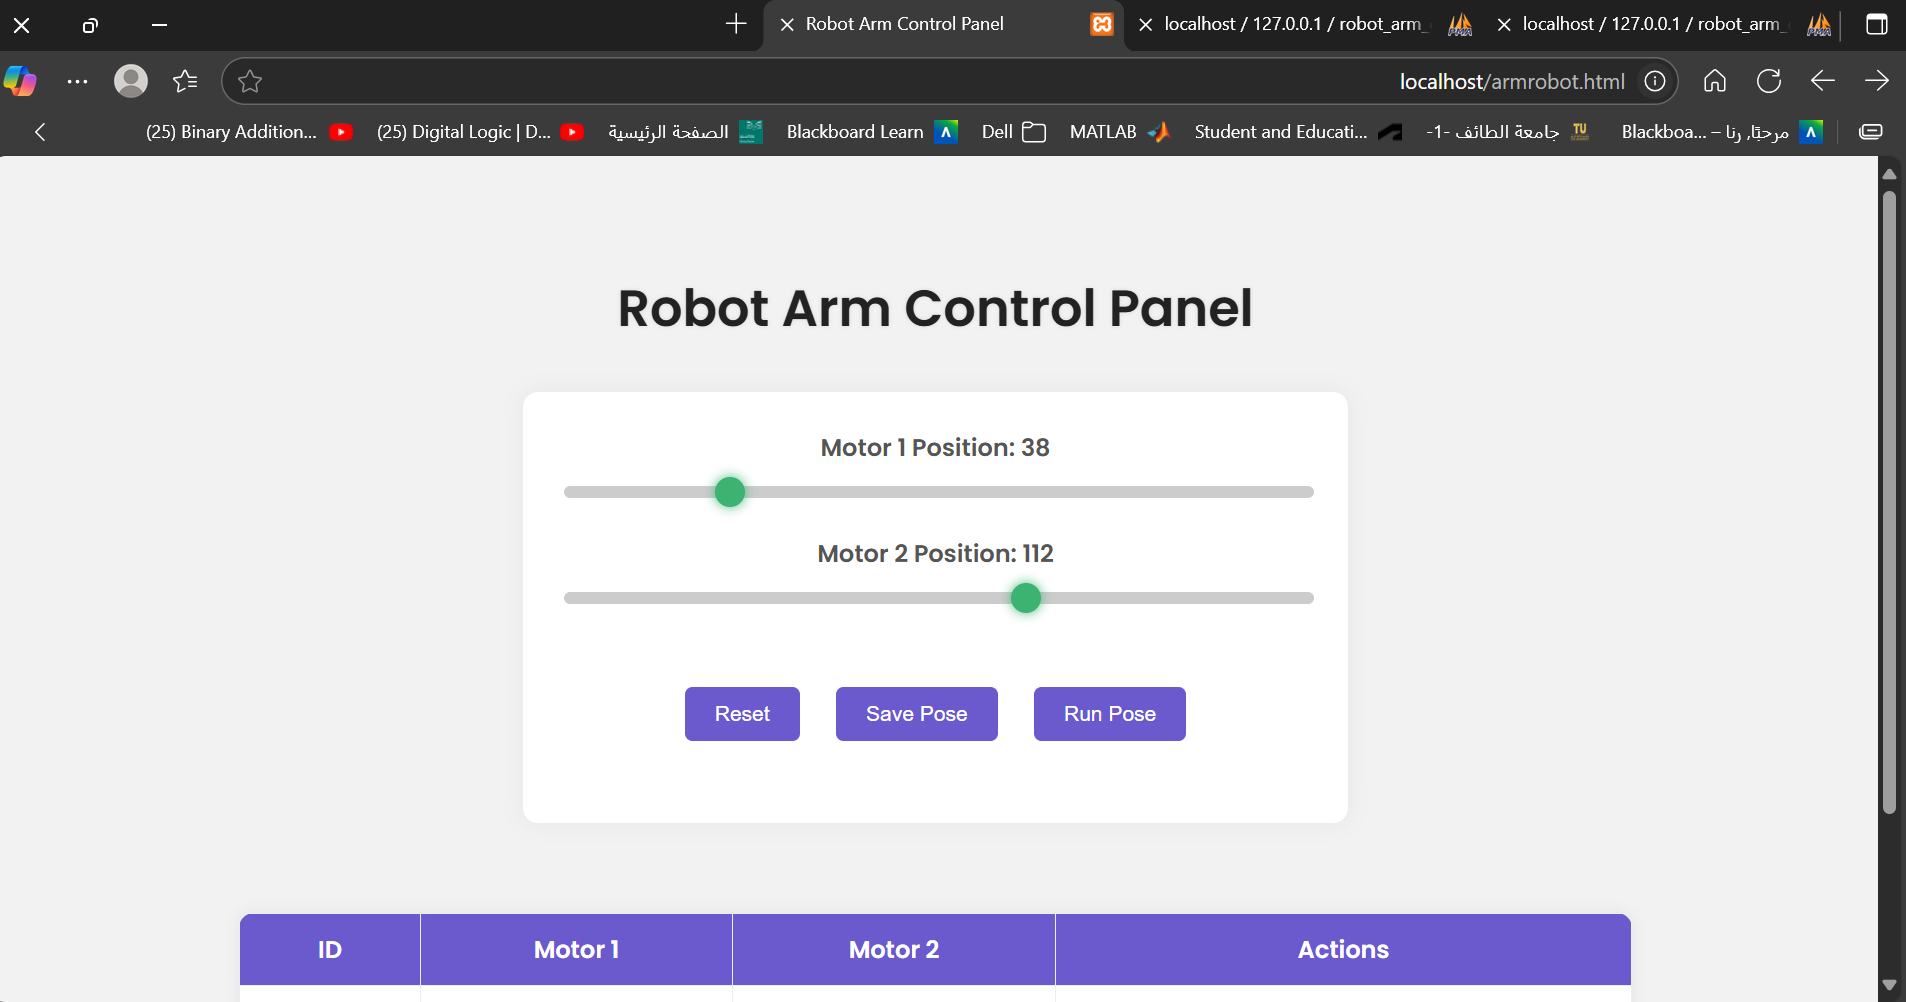 Robot Arm Control Panel
localhost / 127.0.0.1 / robot_arm_
localhost / 127.0.0.1 / robot_arm_
localhost/armrobot.html
(25) Binary Addition...
(25) Digital Logic | D...
الصفحة الرئيسية
Blackboard Learn
Dell
MATLAB
Student and Educati...
جامعة الطائف -1-
TU
مرحبًا, رنا – Blackboa...
Robot Arm Control Panel
Motor 1 Position: 38
Motor 2 Position: 112
Reset Save Pose Run Pose
ID Motor 1 Motor 2 Actions